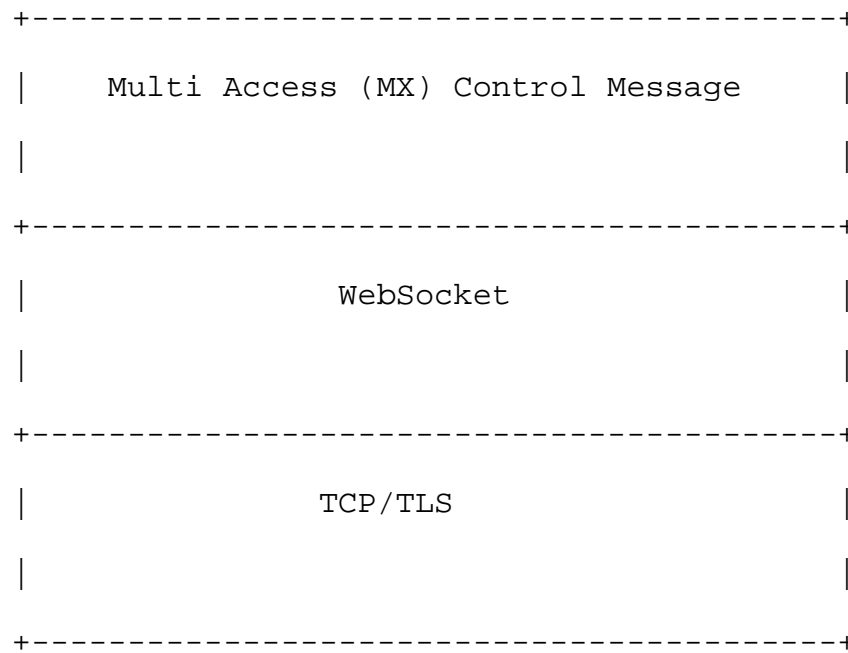 +------------------------------------------+
|    Multi Access (MX) Control Message     |
|                                          |
+------------------------------------------+
|                WebSocket                 |
|                                          |
+------------------------------------------+
|               TCP/TLS                    |
|                                          |
+------------------------------------------+